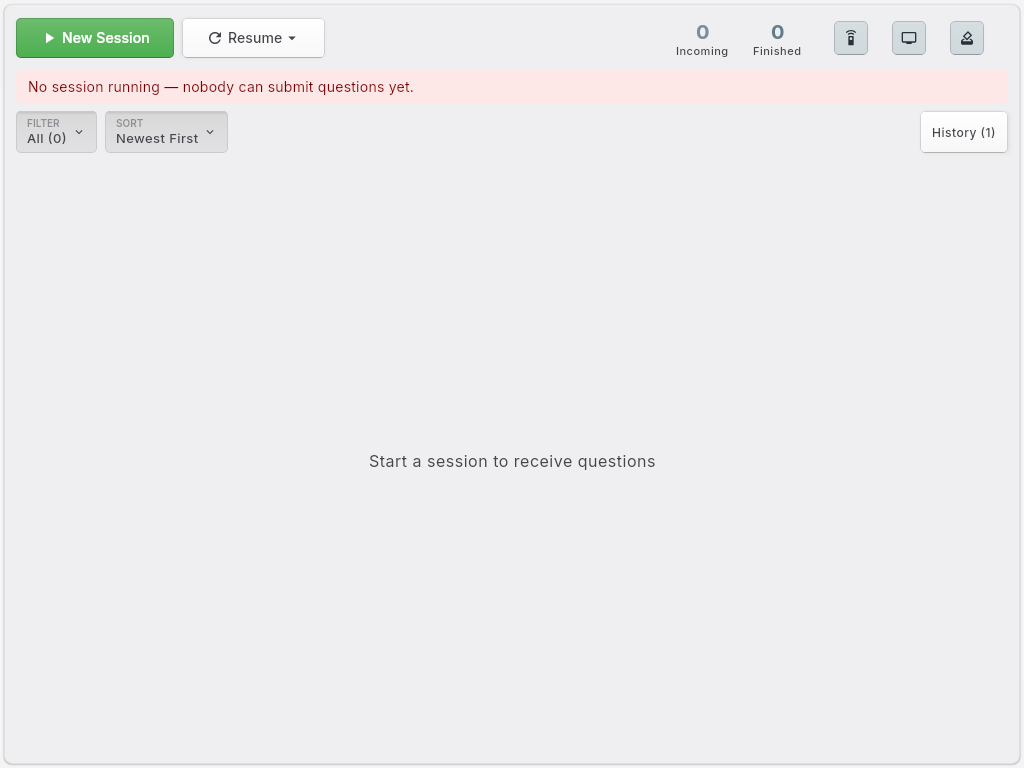 New Session
Resume
0
Incoming
0
Finished
No session running — nobody can submit questions yet.
FILTER
All (0)
SORT
Newest First
History (1)
Start a session to receive questions